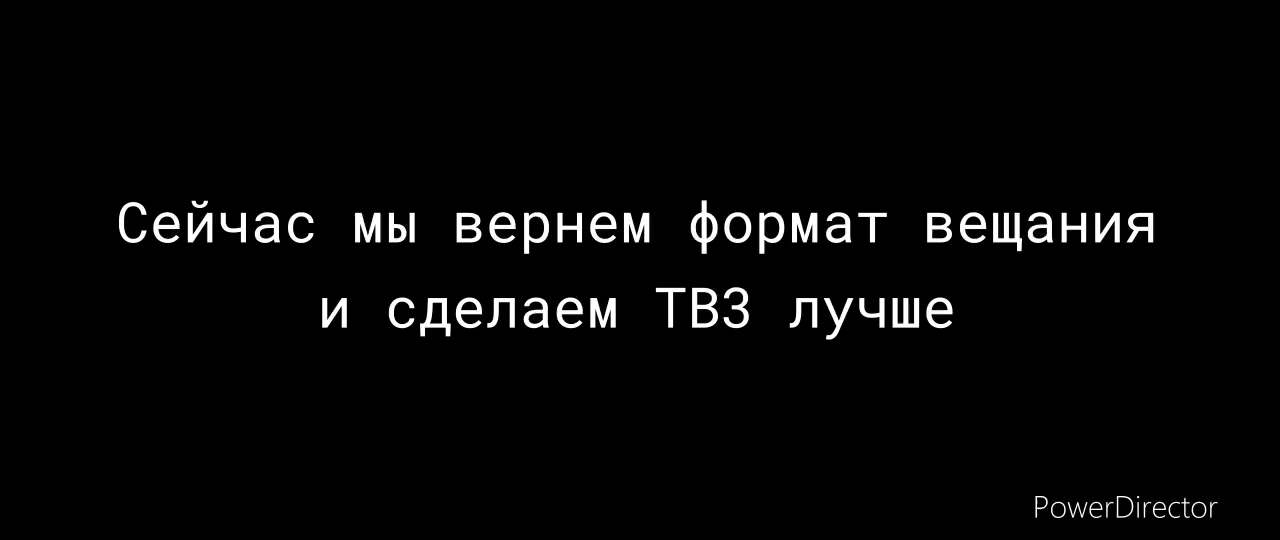 Сейчас мы вернем формат вещания
и сделаем ТВ3 лучше
PowerDirector